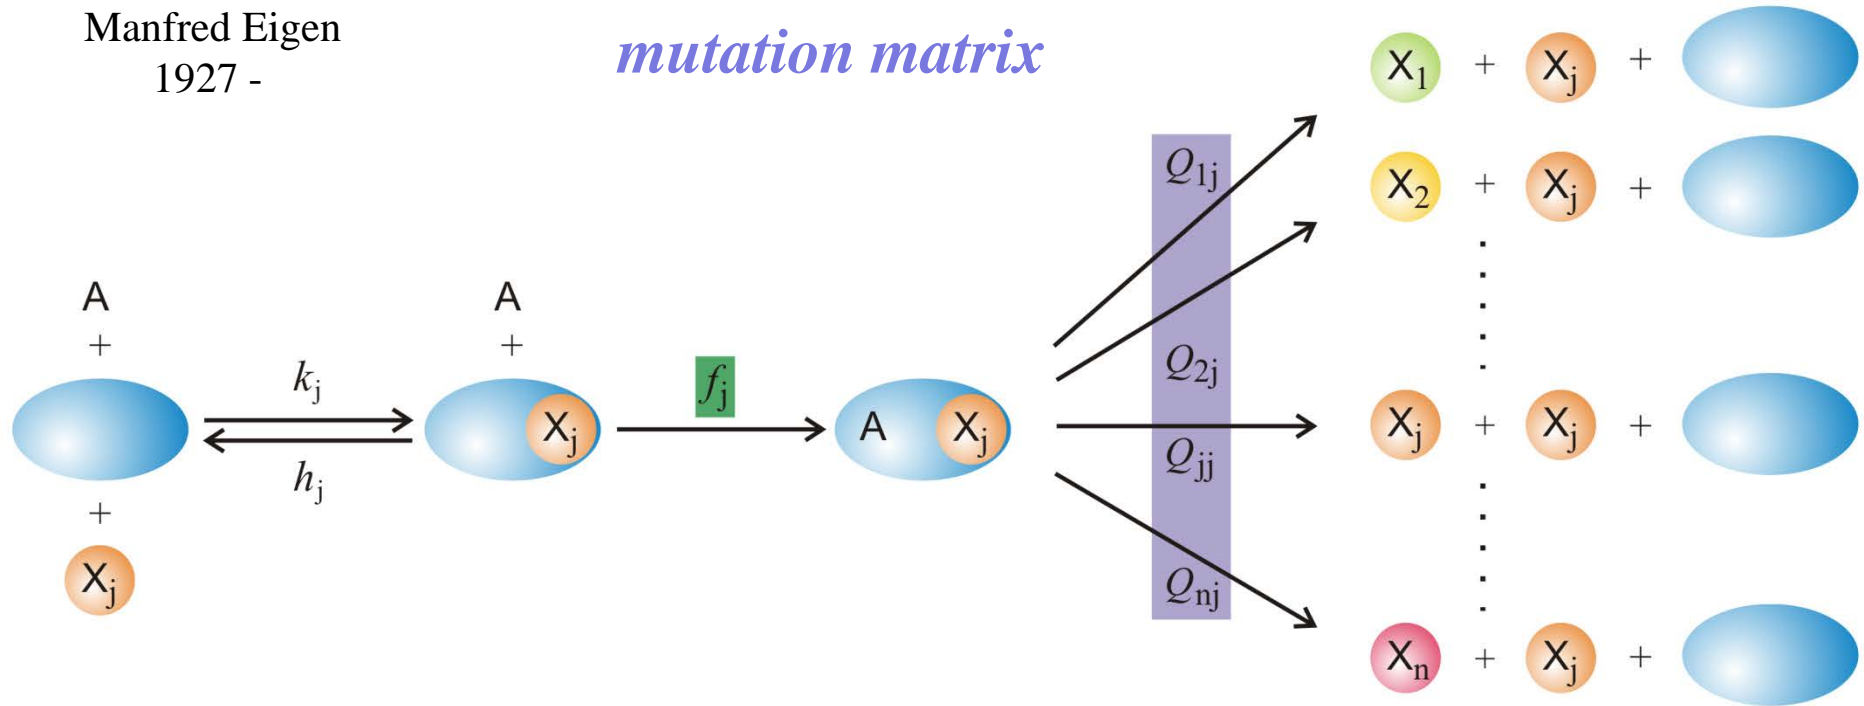 Manfred Eigen
1927 -
mutation matrix
X1 + Xj +
X2 + Xj +
Q1j
A
+
kj
hj
+
Xj
A
+
Xj
fj
A Xj
Q2j
Qjj
Qnj
Xj + Xj +
Xn + Xj +